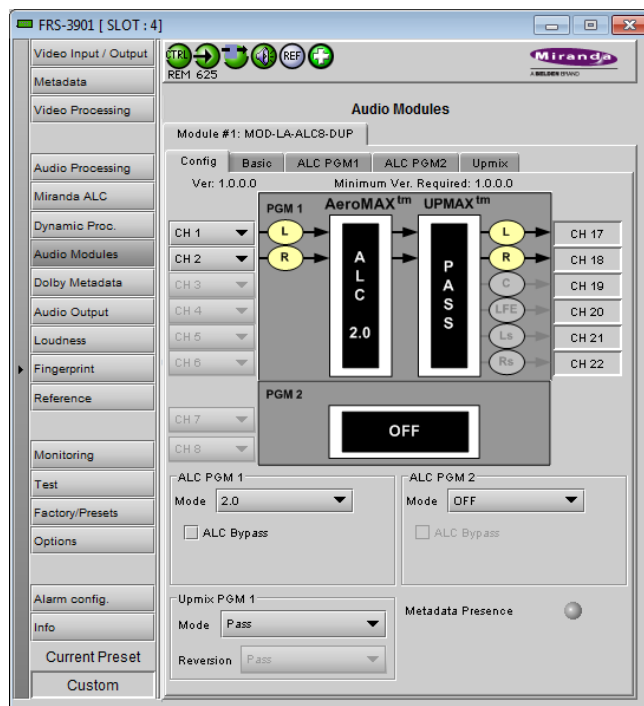 FRS-3901 [ SLOT : 4]
Video Input / Output
Metadata
Video Processing
Audio Processing
Miranda ALC
Dynamic Proc.
Audio Modules
Dolby Metadata
Audio Output
Loudness
Fingerprint
Reference
Monitoring
Test
Factory/Presets
Options
Alarm config.
Info
Current Preset
Custom
CTRL
REF
REM 625
Miranda
A BELDEN BRAND
Audio Modules
Module #1: MOD-LA-ALC8-DUP
Config Basic ALC PGM1 ALC PGM2 Upmix
Ver: 1.0.0.0 Minimum Ver. Required: 1.0.0.0
PGM 1 AeroMAX tm UPMAX tm
CH 1 L L CH 17
CH 2 R R CH 18
CH 3 C CH 19
CH 4 LFE CH 20
CH 5 Ls CH 21
CH 6 Rs CH 22
ALC 2.0
PASS
PGM 2
CH 7
CH 8
OFF
ALC PGM 1
Mode 2.0
ALC Bypass
ALC PGM 2
Mode OFF
ALC Bypass
Upmix PGM 1
Mode Pass
Reversion Pass
Metadata Presence